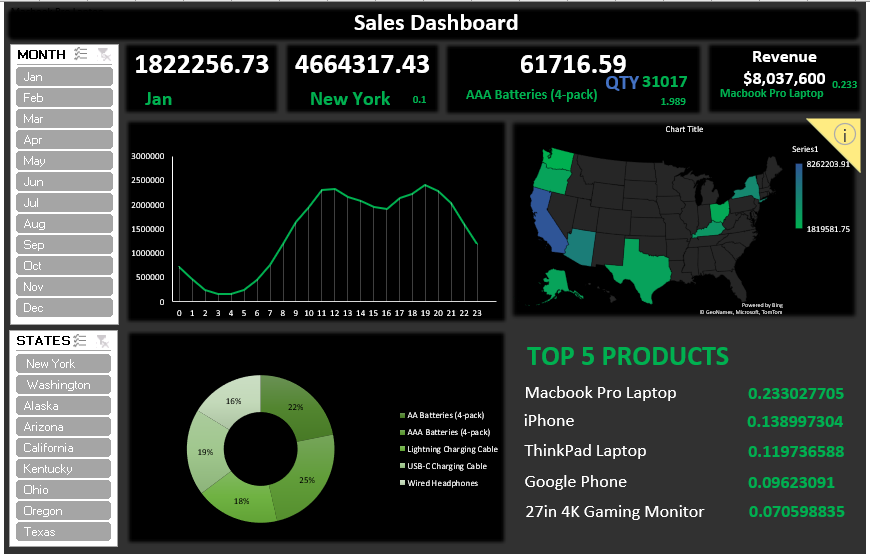 Sales Dashboard
MONTH
Jan
Feb
Mar
Apr
May
Jun
Jul
Aug
Sep
Oct
Nov
Dec
1822256.73
Jan
4664317.43
New York 0.1
61716.59
QTY 31017
AAA Batteries (4-pack)
1.989
Revenue
$8,037,600
0.233
Macbook Pro Laptop
3000000
2500000
2000000
1500000
1000000
500000
0
0 1 2 3 4 5 6 7 8 9 10 11 12 13 14 15 16 17 18 19 20 21 22 23
Chart Title
Series1
8262203.91
1819581.75
Powered by Bing
© GeoNames, Microsoft, TomTom
STATES
New York
Washington
Alaska
Arizona
California
Kentucky
Ohio
Oregon
Texas
16%
22%
19%
25%
18%
AA Batteries (4-pack)
AAA Batteries (4-pack)
Lightning Charging Cable
USB-C Charging Cable
Wired Headphones
TOP 5 PRODUCTS
Macbook Pro Laptop 0.233027705
iPhone 0.138997304
ThinkPad Laptop 0.119736588
Google Phone 0.09623091
27in 4K Gaming Monitor 0.070598835